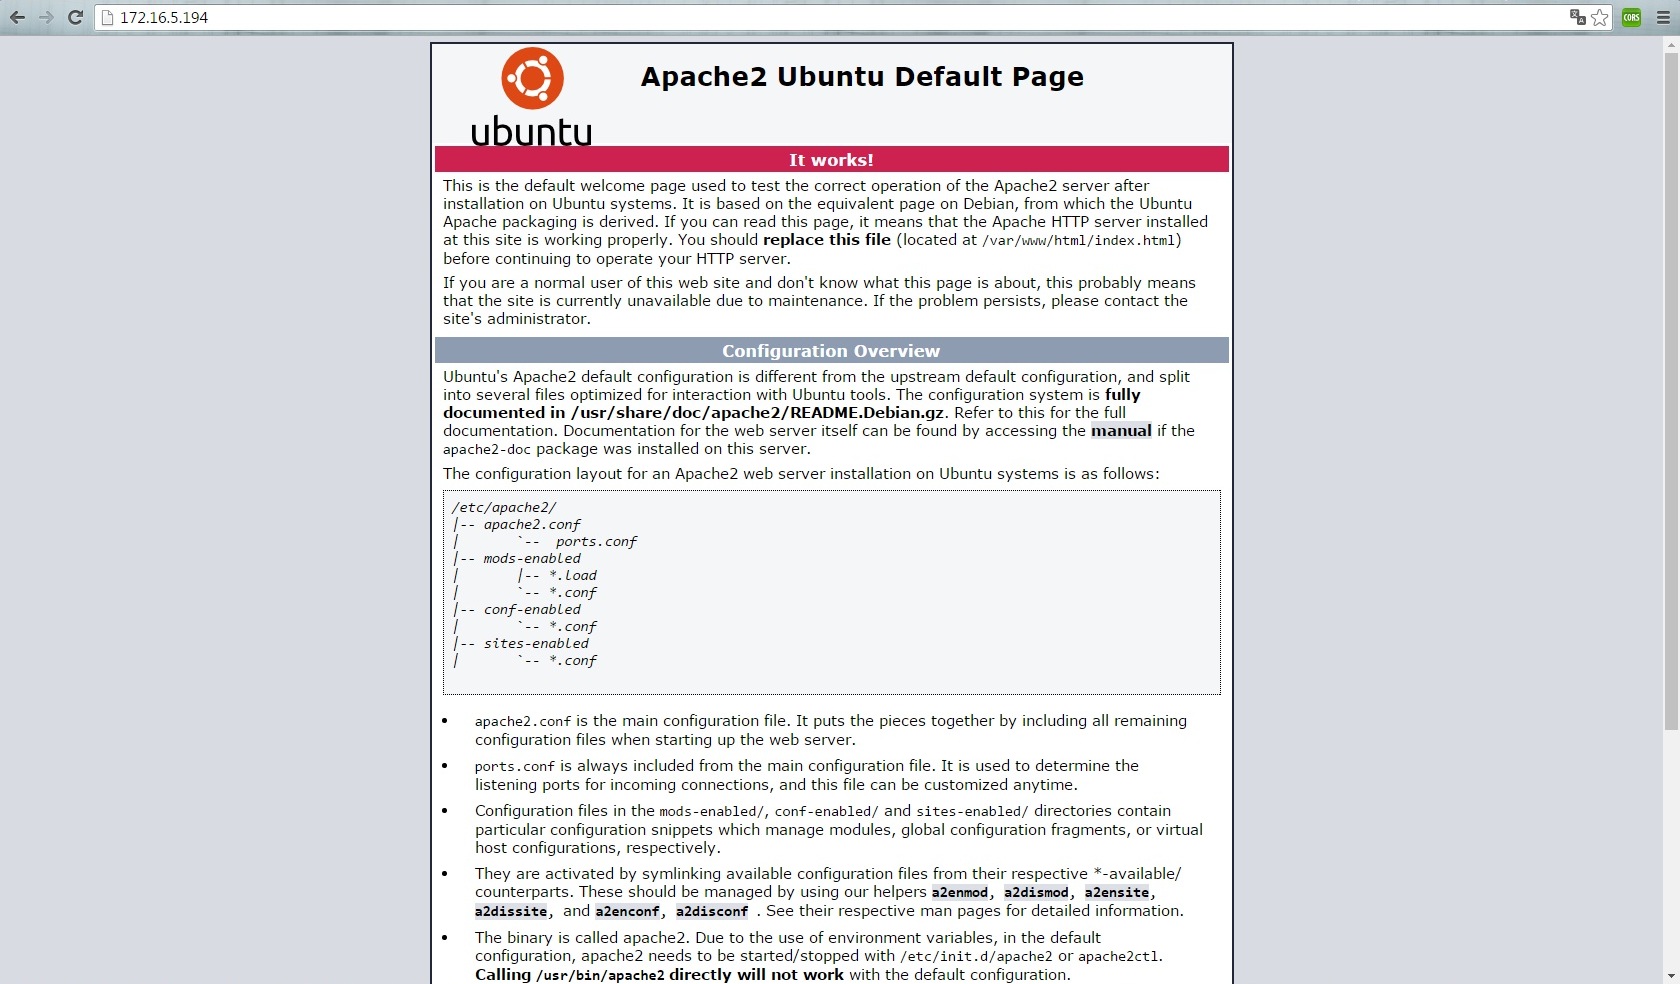 172.16.5.194
CORS
ubuntu
Apache2 Ubuntu Default Page
It works!
This is the default welcome page used to test the correct operation of the Apache2 server after
installation on Ubuntu systems. It is based on the equivalent page on Debian, from which the Ubuntu
Apache packaging is derived. If you can read this page, it means that the Apache HTTP server installed
at this site is working properly. You should replace this file (located at /var/www/html/index.html)
before continuing to operate your HTTP server.
If you are a normal user of this web site and don't know what this page is about, this probably means
that the site is currently unavailable due to maintenance. If the problem persists, please contact the
site's administrator.
Configuration Overview
Ubuntu's Apache2 default configuration is different from the upstream default configuration, and split
into several files optimized for interaction with Ubuntu tools. The configuration system is fully
documented in /usr/share/doc/apache2/README.Debian.gz. Refer to this for the full
documentation. Documentation for the web server itself can be found by accessing the manual if the
apache2-doc package was installed on this server.
The configuration layout for an Apache2 web server installation on Ubuntu systems is as follows:
/etc/apache2/
|-- apache2.conf
|       `--  ports.conf
|-- mods-enabled
|       |-- *.load
|       `-- *.conf
|-- conf-enabled
|       `-- *.conf
|-- sites-enabled
|       `-- *.conf
• apache2.conf is the main configuration file. It puts the pieces together by including all remaining
configuration files when starting up the web server.
• ports.conf is always included from the main configuration file. It is used to determine the
listening ports for incoming connections, and this file can be customized anytime.
• Configuration files in the mods-enabled/, conf-enabled/ and sites-enabled/ directories contain
particular configuration snippets which manage modules, global configuration fragments, or virtual
host configurations, respectively.
• They are activated by symlinking available configuration files from their respective *-available/
counterparts. These should be managed by using our helpers a2enmod, a2dismod, a2ensite,
a2dissite, and a2enconf, a2disconf . See their respective man pages for detailed information.
• The binary is called apache2. Due to the use of environment variables, in the default
configuration, apache2 needs to be started/stopped with /etc/init.d/apache2 or apache2ctl.
Calling /usr/bin/apache2 directly will not work with the default configuration.